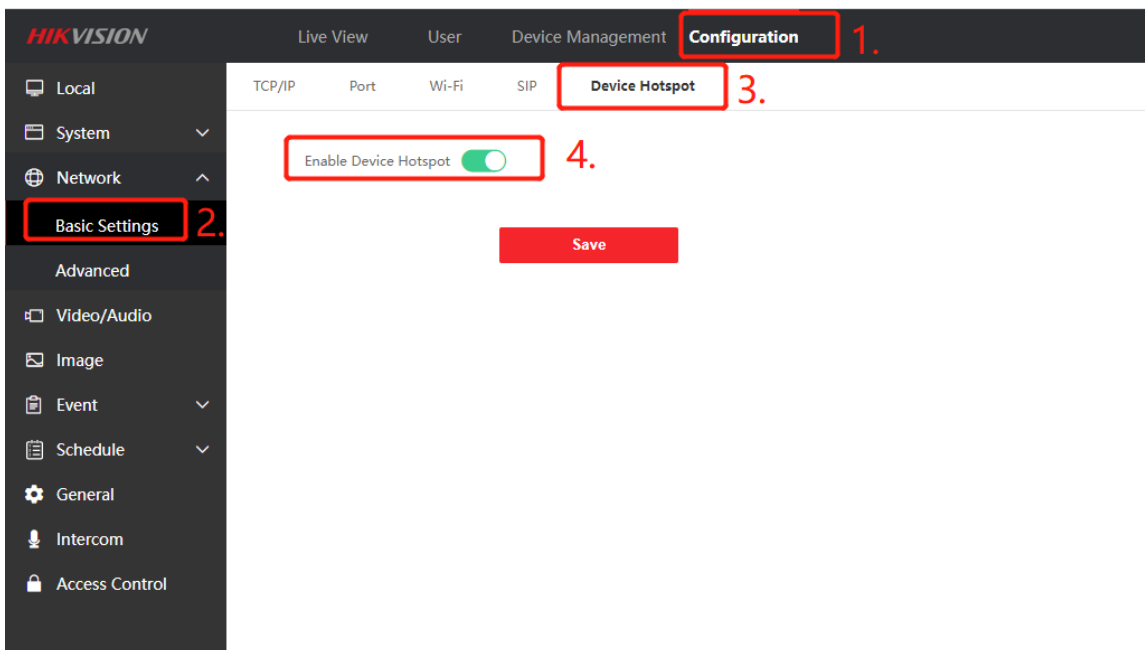 HIKVISION Live View User Device Management Configuration 1.
Local
System
Network
Basic Settings 2.
Advanced
Video/Audio
Image
Event
Schedule
General
Intercom
Access Control
TCP/IP Port Wi-Fi SIP Device Hotspot 3.
Enable Device Hotspot 4.
Save